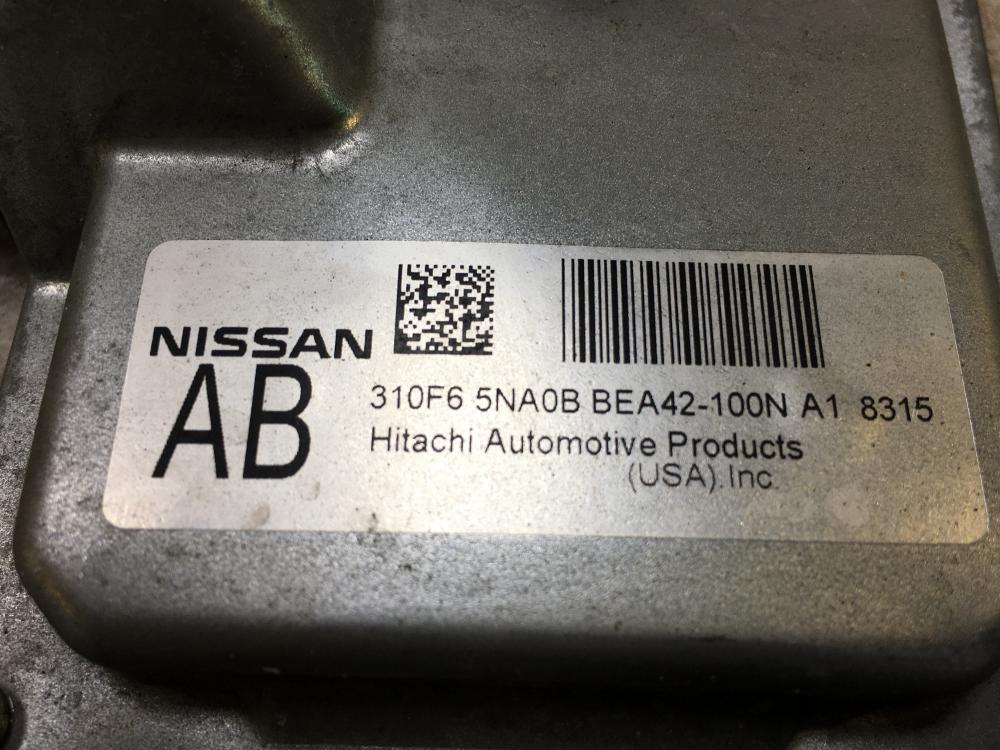 NISSAN
AB
310F6 5NA0B BEA42-100N A1 8315
Hitachi Automotive Products
(USA).Inc